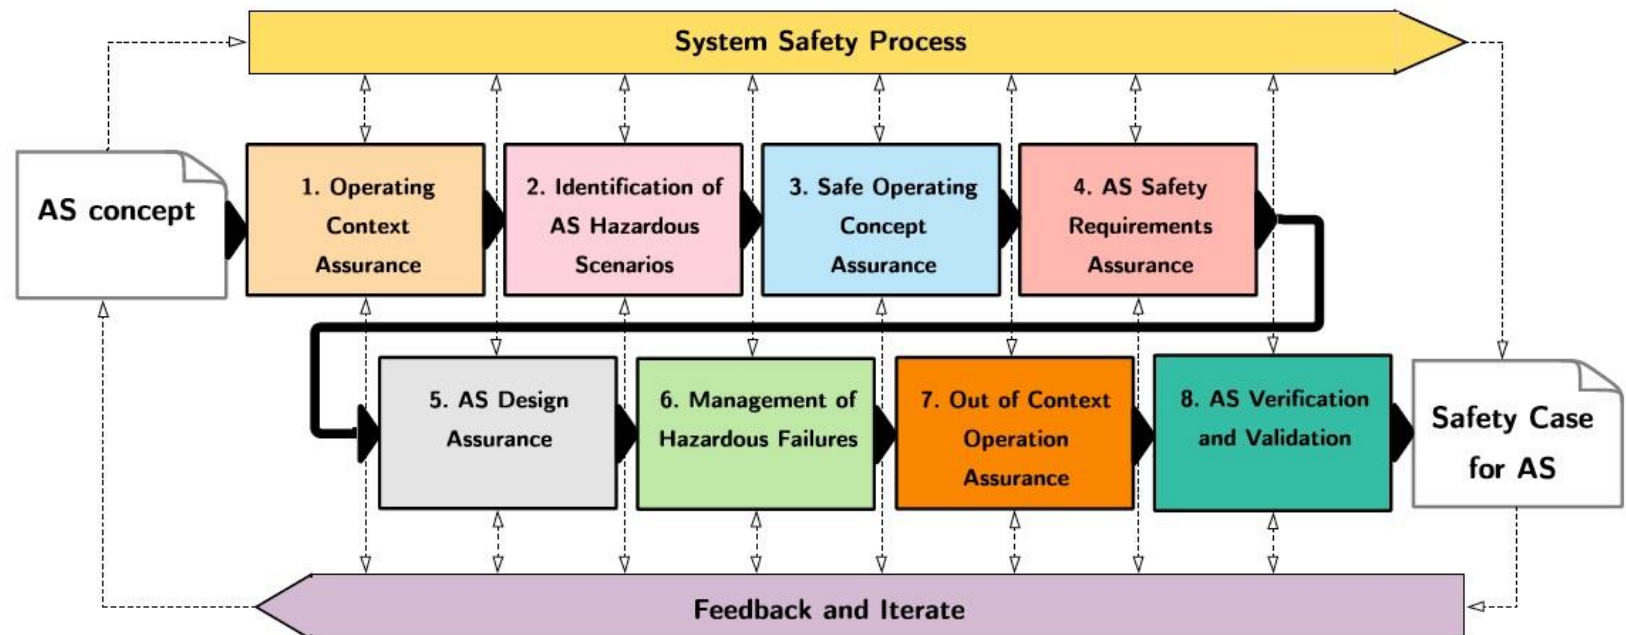 System Safety Process
AS concept
1. Operating
Context
Assurance
2. Identification of
AS Hazardous
Scenarios
3. Safe Operating
Concept
Assurance
4. AS Safety
Requirements
Assurance
5. AS Design
Assurance
6. Management of
Hazardous Failures
7. Out of Context
Operation
Assurance
8. AS Verification
and Validation
Safety Case
for AS
Feedback and Iterate